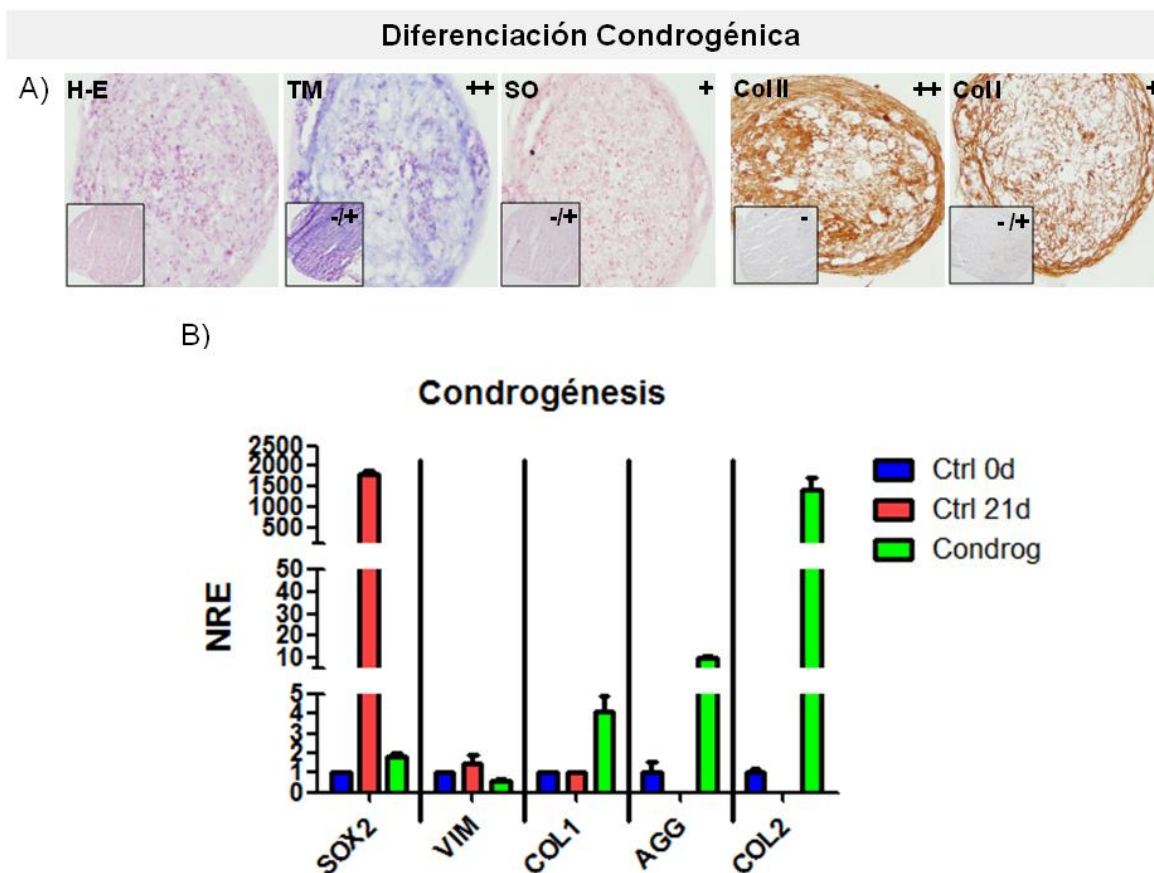 Diferenciación Condrogénica
A)
H-E
TM ++
-/+
SO +
-/+
Col II ++
-
Col I +
-/+
B)
Condrogénesis
NRE
2500
2000
1500
1000
500
50
40
30
20
10
5
4
3
2
1
0
SOX2
VIM
COL1
AGG
COL2
Ctrl 0d
Ctrl 21d
Condrog